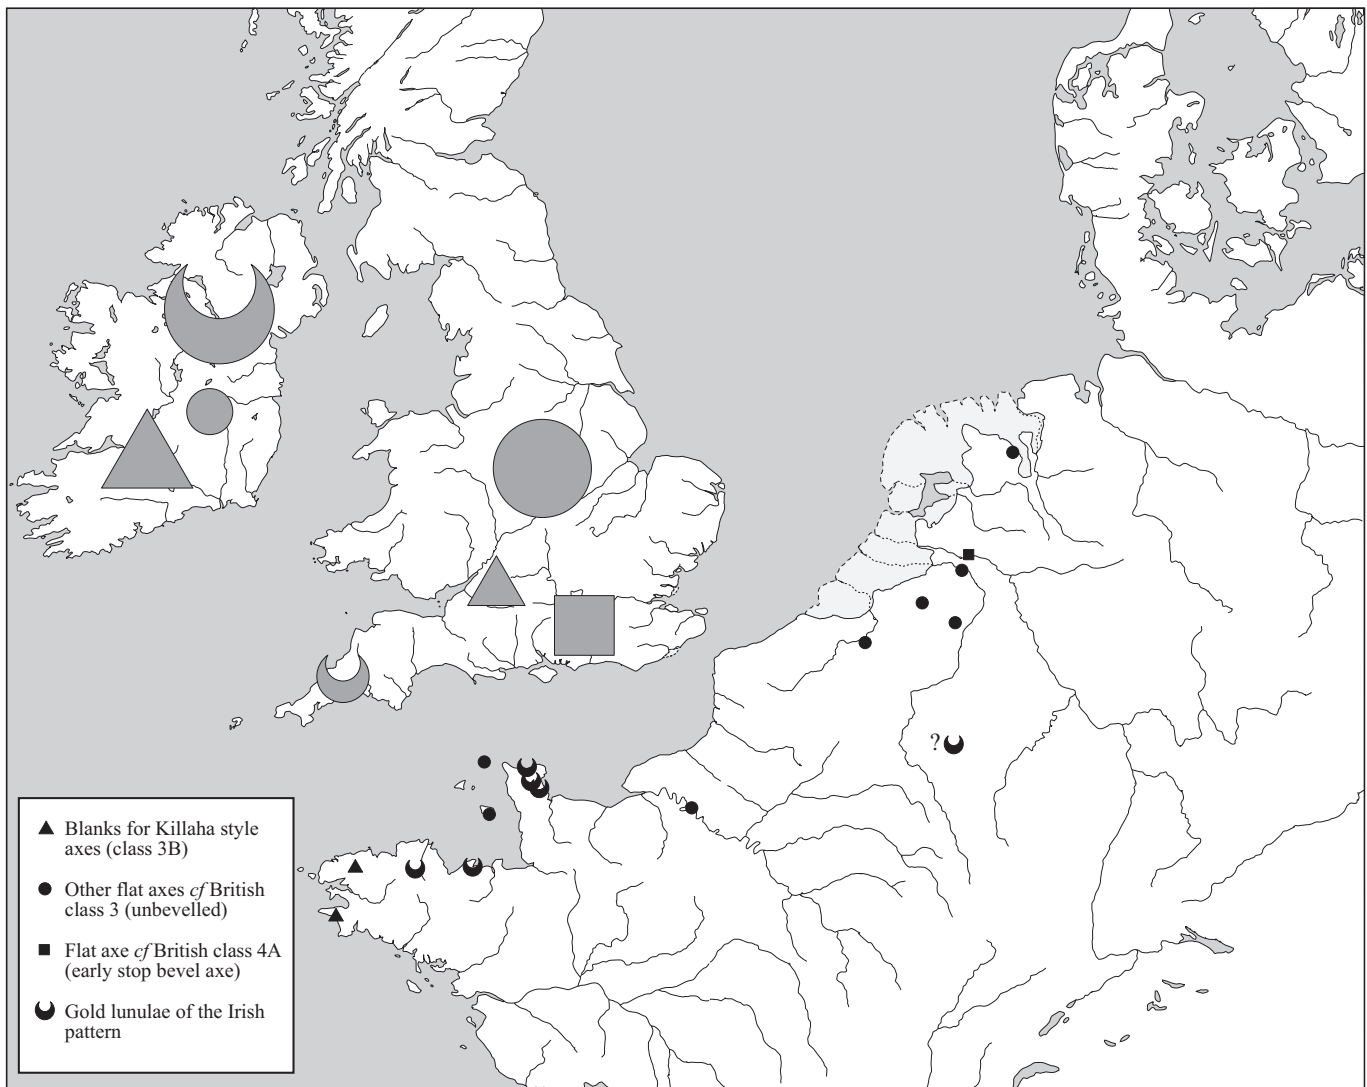 ?
Blanks for Killaha style
axes (class 3B)
Other flat axes cf British
class 3 (unbevelled)
Flat axe cf British class 4A
(early stop bevel axe)
Gold lunulae of the Irish
pattern